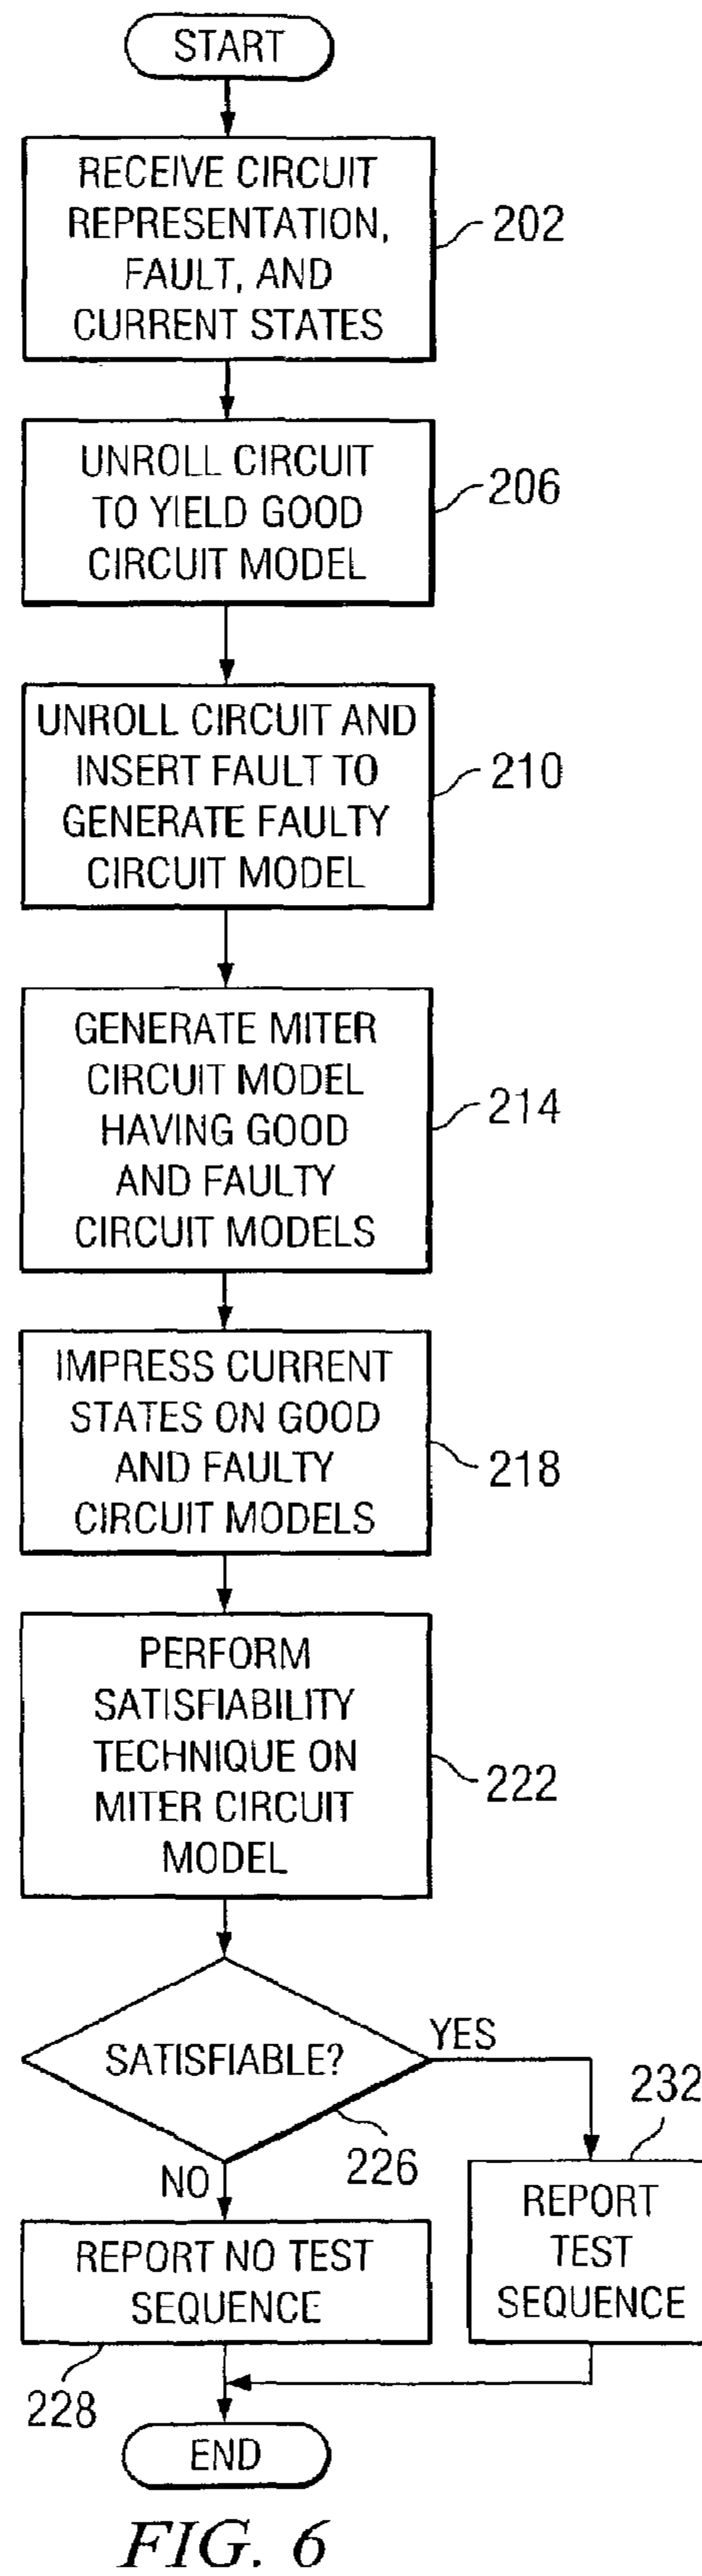 START
RECEIVE CIRCUIT
REPRESENTATION,
FAULT, AND
CURRENT STATES
202
UNROLL CIRCUIT
TO YIELD GOOD
CIRCUIT MODEL
206
UNROLL CIRCUIT AND
INSERT FAULT TO
GENERATE FAULTY
CIRCUIT MODEL
210
GENERATE MITER
CIRCUIT MODEL
HAVING GOOD
AND FAULTY
CIRCUIT MODELS
214
IMPRESS CURRENT
STATES ON GOOD
AND FAULTY
CIRCUIT MODELS
218
PERFORM
SATISFIABILITY
TECHNIQUE ON
MITER CIRCUIT
MODEL
222
SATISFIABLE?
YES
226
232
NO
REPORT NO TEST
SEQUENCE
228
REPORT
TEST
SEQUENCE
END
FIG. 6